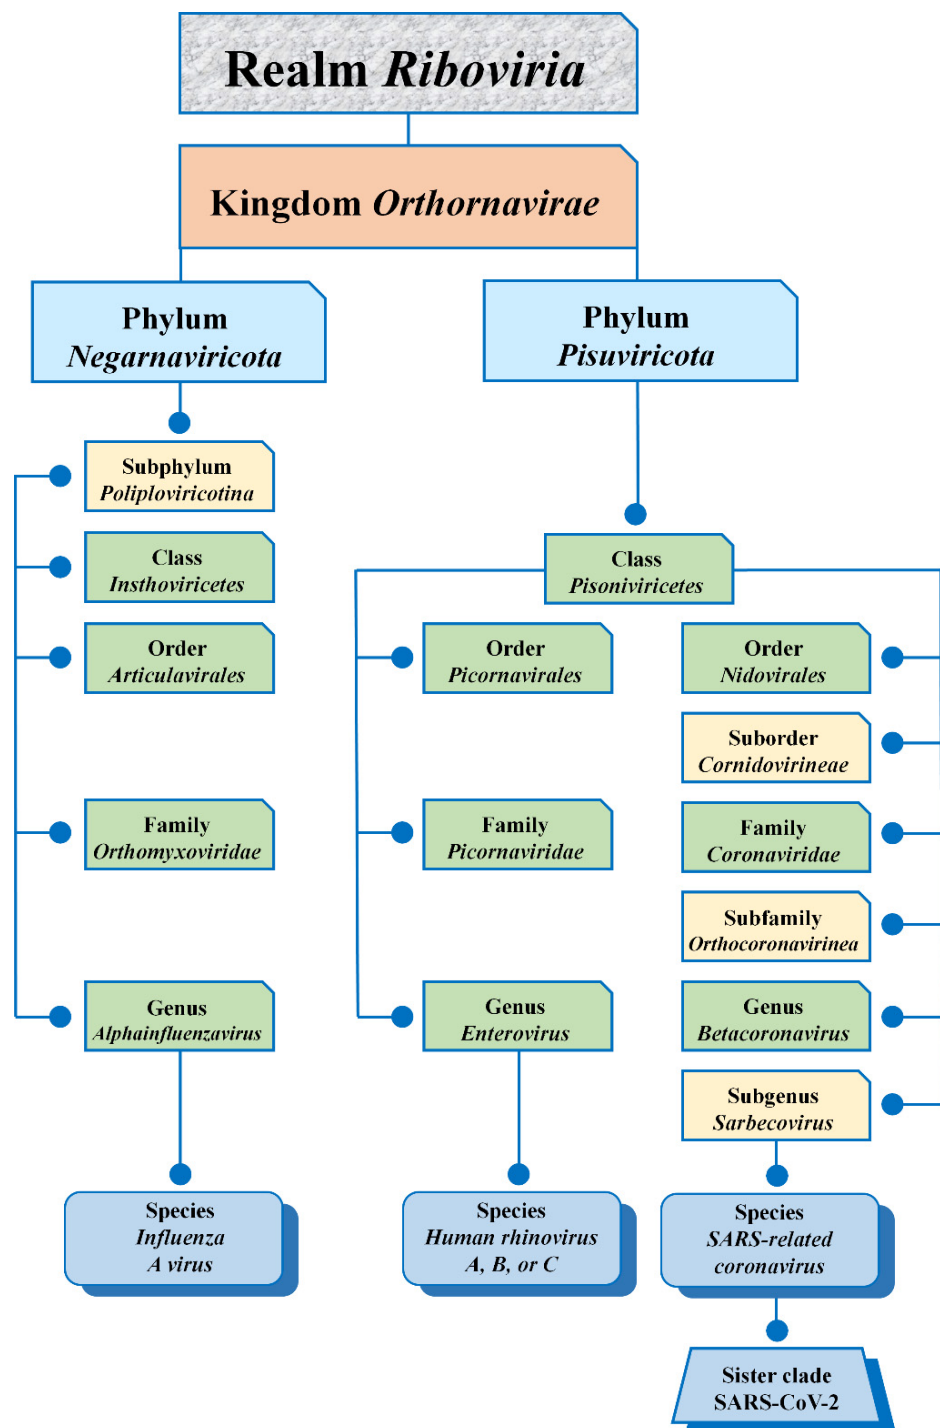 Realm Riboviria
Kingdom Orthornavirae
Phylum
Negarnaviricota
Phylum
Pisuviricota
Subphylum
Poliploviricotina
Class
Insthoviricetes
Class
Pisoniviricetes
Order
Articulavirales
Order
Picornavirales
Order
Nidovirales
Suborder
Cornidovirineae
Family
Orthomyxoviridae
Family
Picornaviridae
Family
Coronaviridae
Subfamily
Orthocoronavirinea
Genus
Alphainfluenzavirus
Genus
Enterovirus
Genus
Betacoronavirus
Subgenus
Sarbecovirus
Species
Influenza
A virus
Species
Human rhinovirus
A, B, or C
Species
SARS-related
coronavirus
Sister clade
SARS-CoV-2